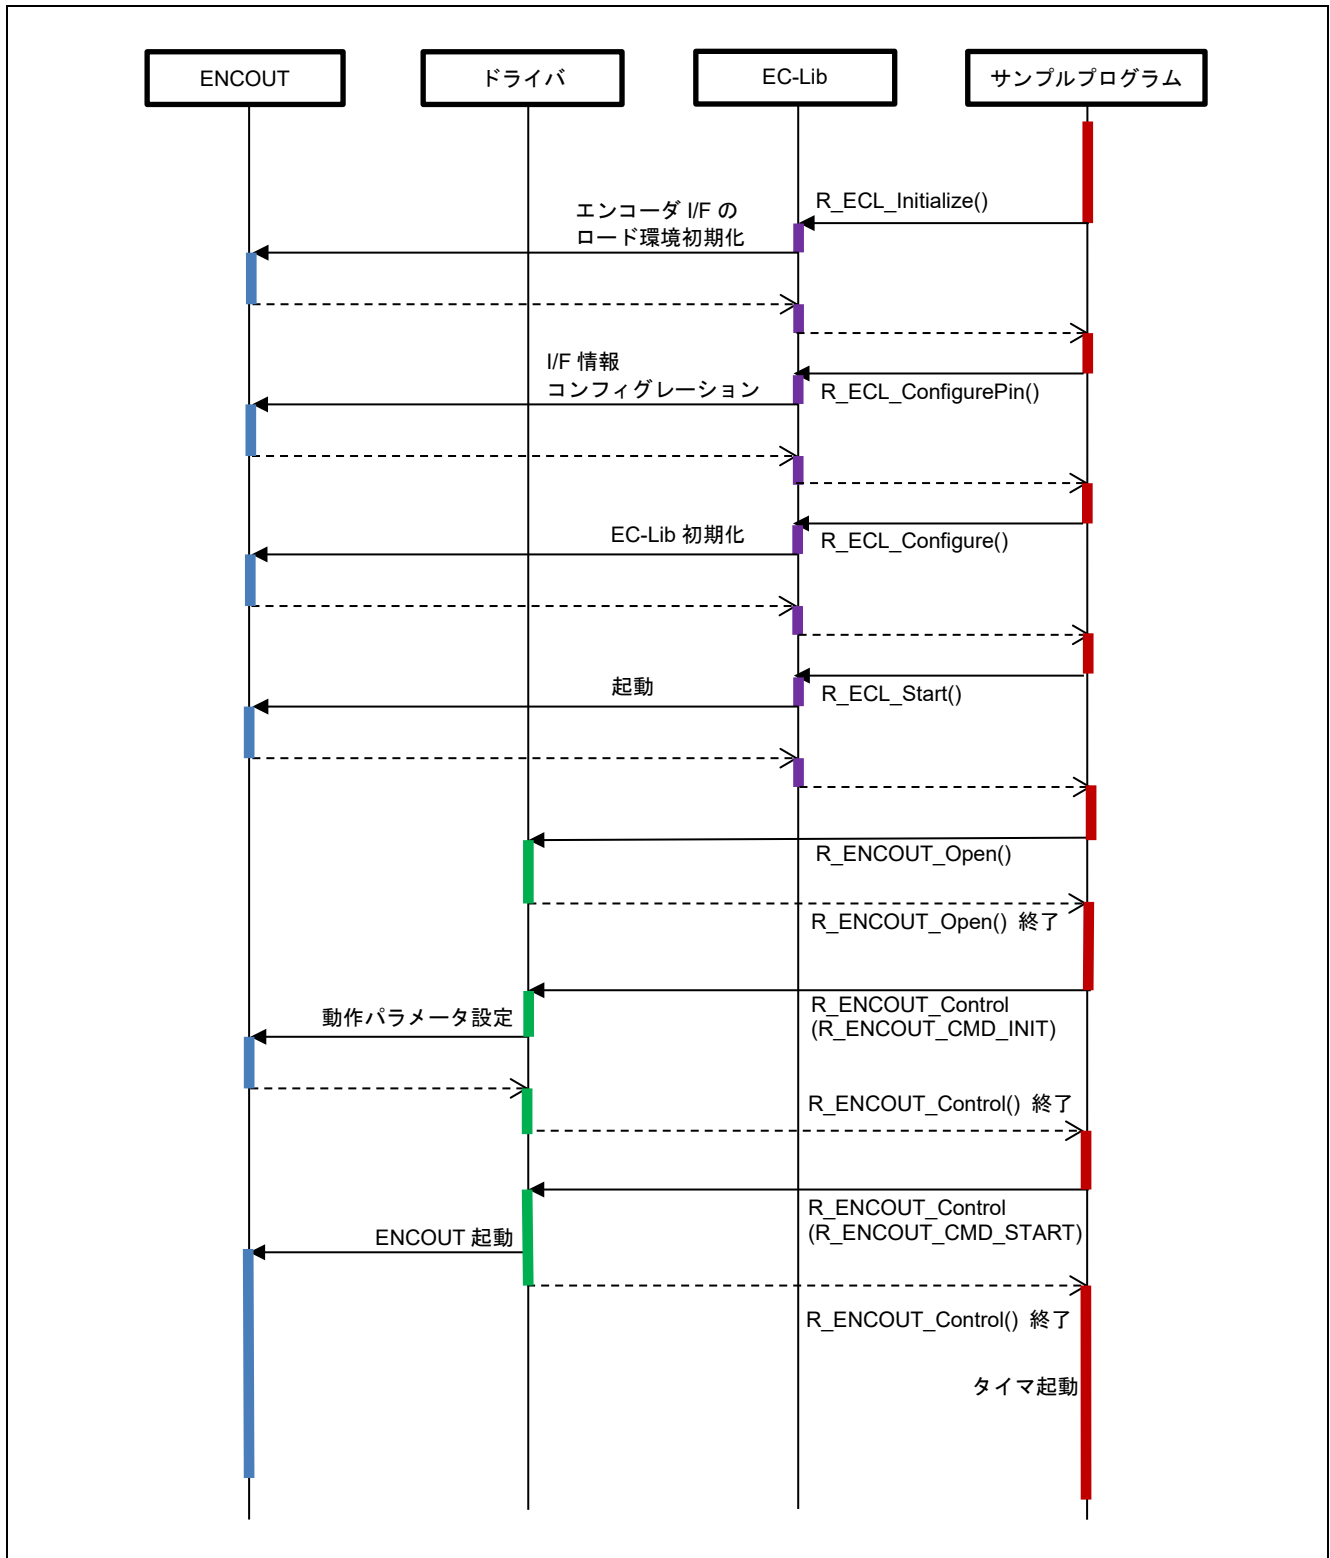 ENCOUT
ドライバ
EC-Lib
サンプルプログラム
R_ECL_Initialize()
エンコーダ I/F の
ロード環境初期化
I/F 情報
コンフィグレーション
R_ECL_ConfigurePin()
EC-Lib 初期化
R_ECL_Configure()
起動
R_ECL_Start()
R_ENCOUT_Open()
R_ENCOUT_Open() 終了
R_ENCOUT_Control
(R_ENCOUT_CMD_INIT)
動作パラメータ設定
R_ENCOUT_Control() 終了
R_ENCOUT_Control
(R_ENCOUT_CMD_START)
ENCOUT 起動
R_ENCOUT_Control() 終了
タイマ起動